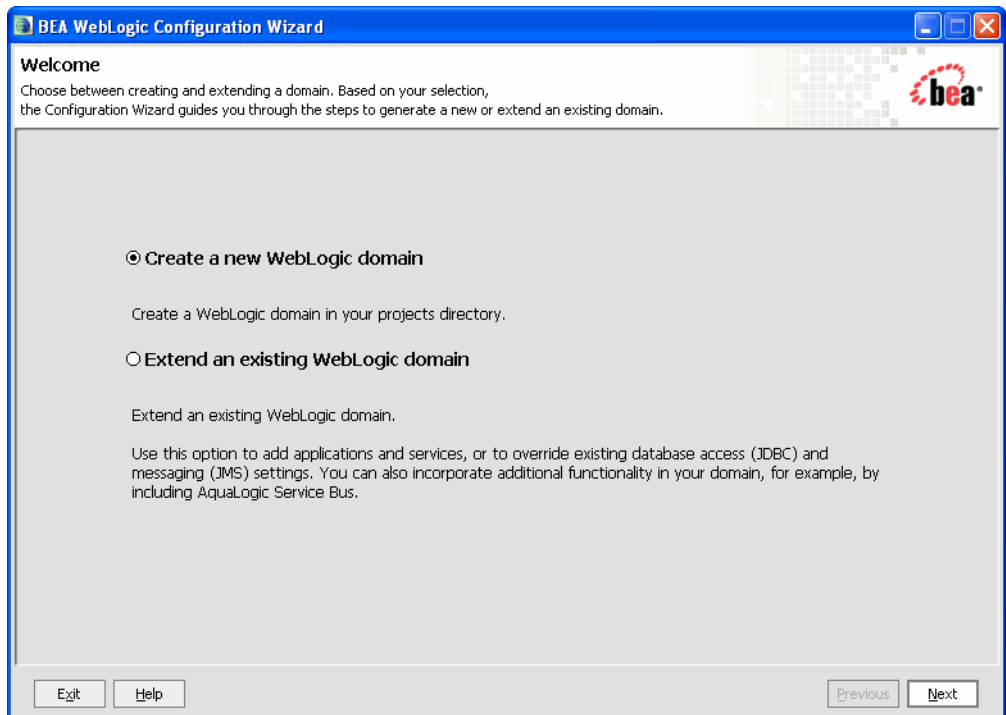 BEA WebLogic Configuration Wizard
Welcome
Choose between creating and extending a domain. Based on your selection,
the Configuration Wizard guides you through the steps to generate a new or extend an existing domain.
bea
Create a new WebLogic domain
Create a WebLogic domain in your projects directory.
Extend an existing WebLogic domain
Extend an existing WebLogic domain.
Use this option to add applications and services, or to override existing database access (JDBC) and
messaging (JMS) settings. You can also incorporate additional functionality in your domain, for example, by
including AquaLogic Service Bus.
Exit Help Previous Next